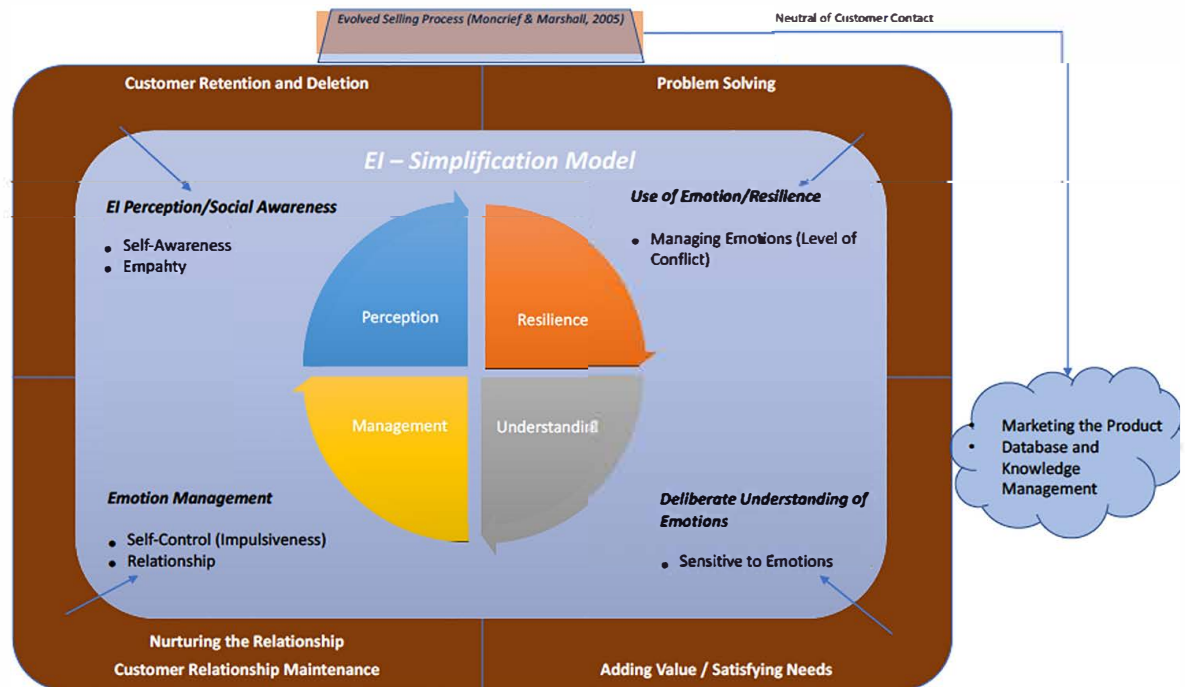 Evolved Selling Process (Moncrief & Marshall, 2005)
Neutral of Customer Contact
Customer Retention and Deletion
Problem Solving
EI – Simplification Model
EI Perception/Social Awareness
• Self-Awareness
• Empahty
Use of Emotion/Resilience
• Managing Emotions (Level of
Conflict)
Perception
Resilience
Management
Understanding
Emotion Management
• Self-Control (Impulsiveness)
• Relationship
Deliberate Understanding of
Emotions
• Sensitive to Emotions
• Marketing the Product
• Database and
Knowledge
Management
Nurturing the Relationship
Customer Relationship Maintenance
Adding Value / Satisfying Needs